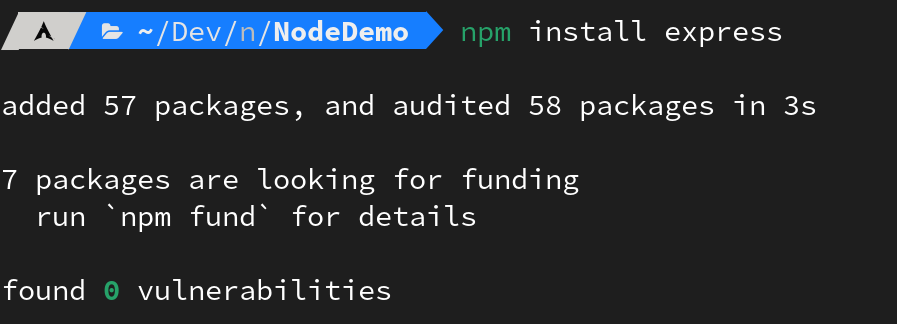 ~/Dev/n/NodeDemo npm install express
added 57 packages, and audited 58 packages in 3s
7 packages are looking for funding
run `npm fund` for details
found 0 vulnerabilities